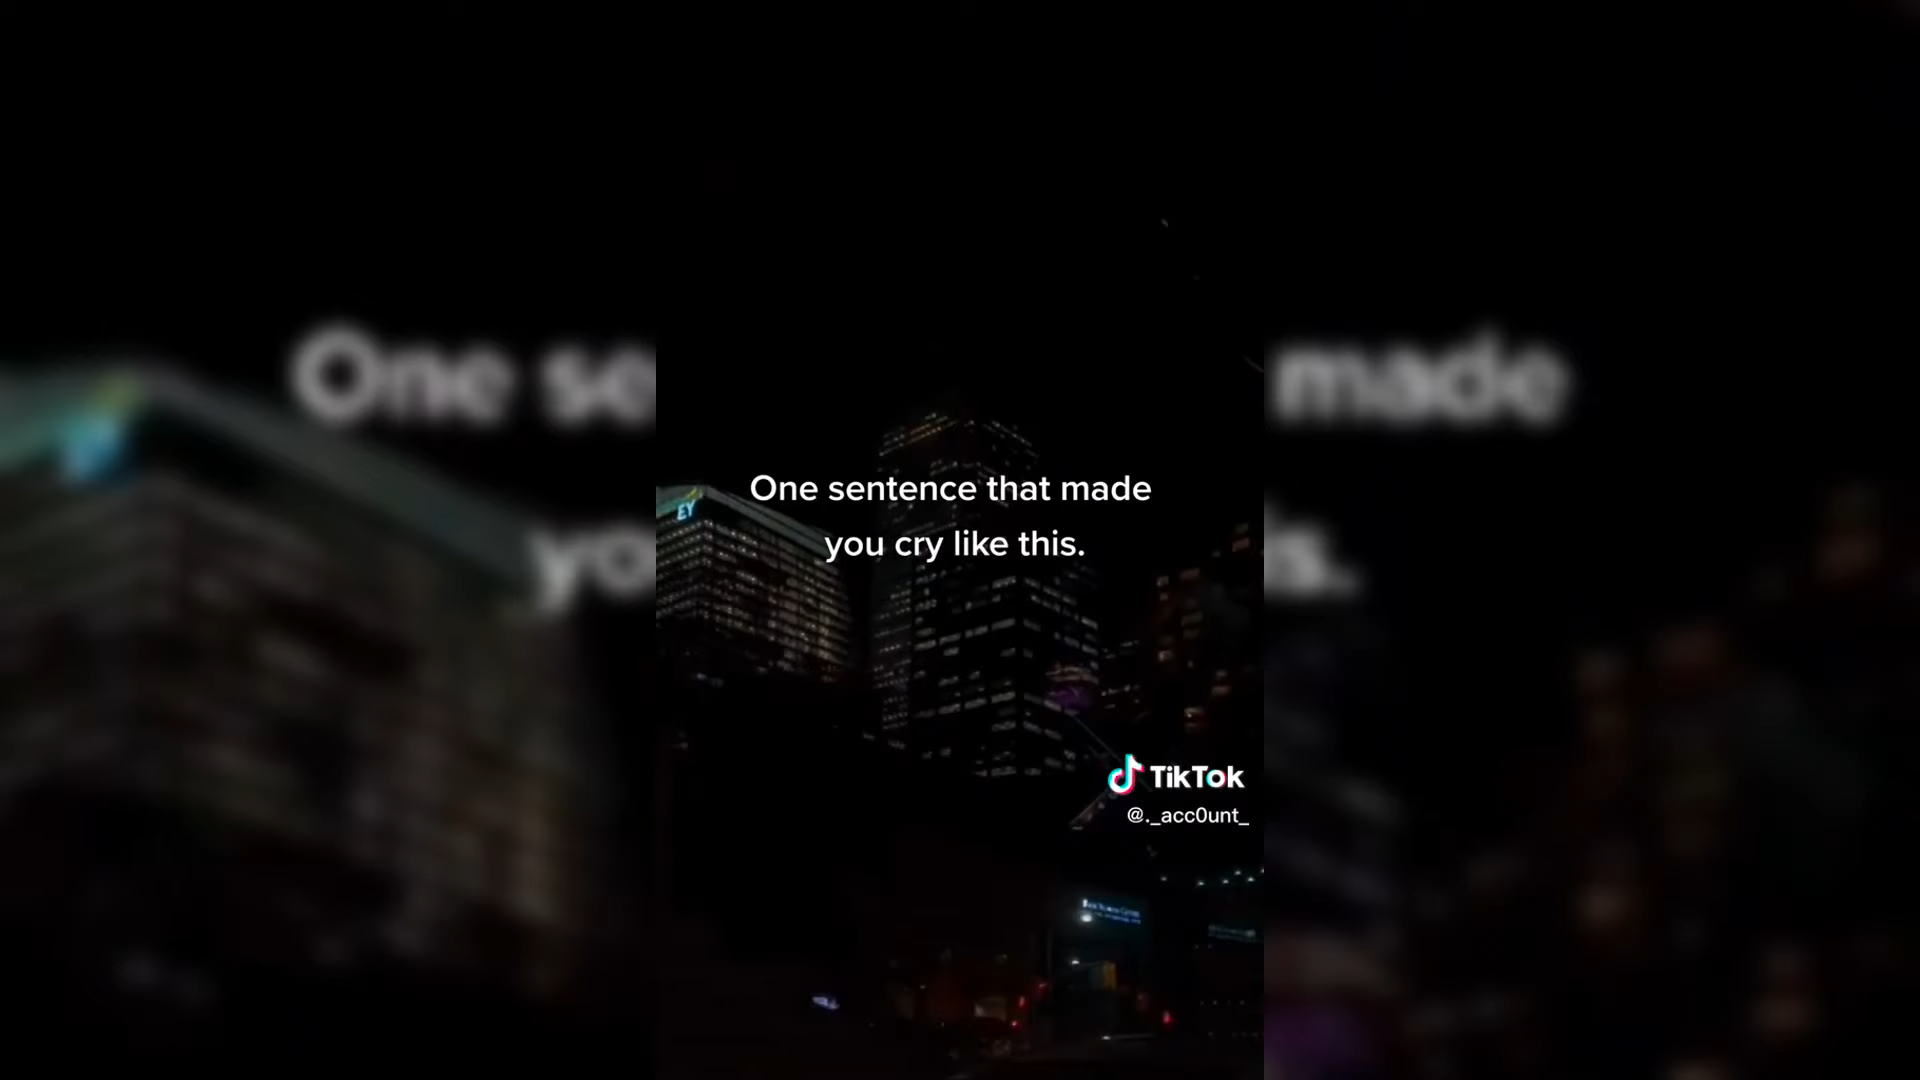 One sentence that made
you cry like this.
EY
TikTok
@._acc0unt_